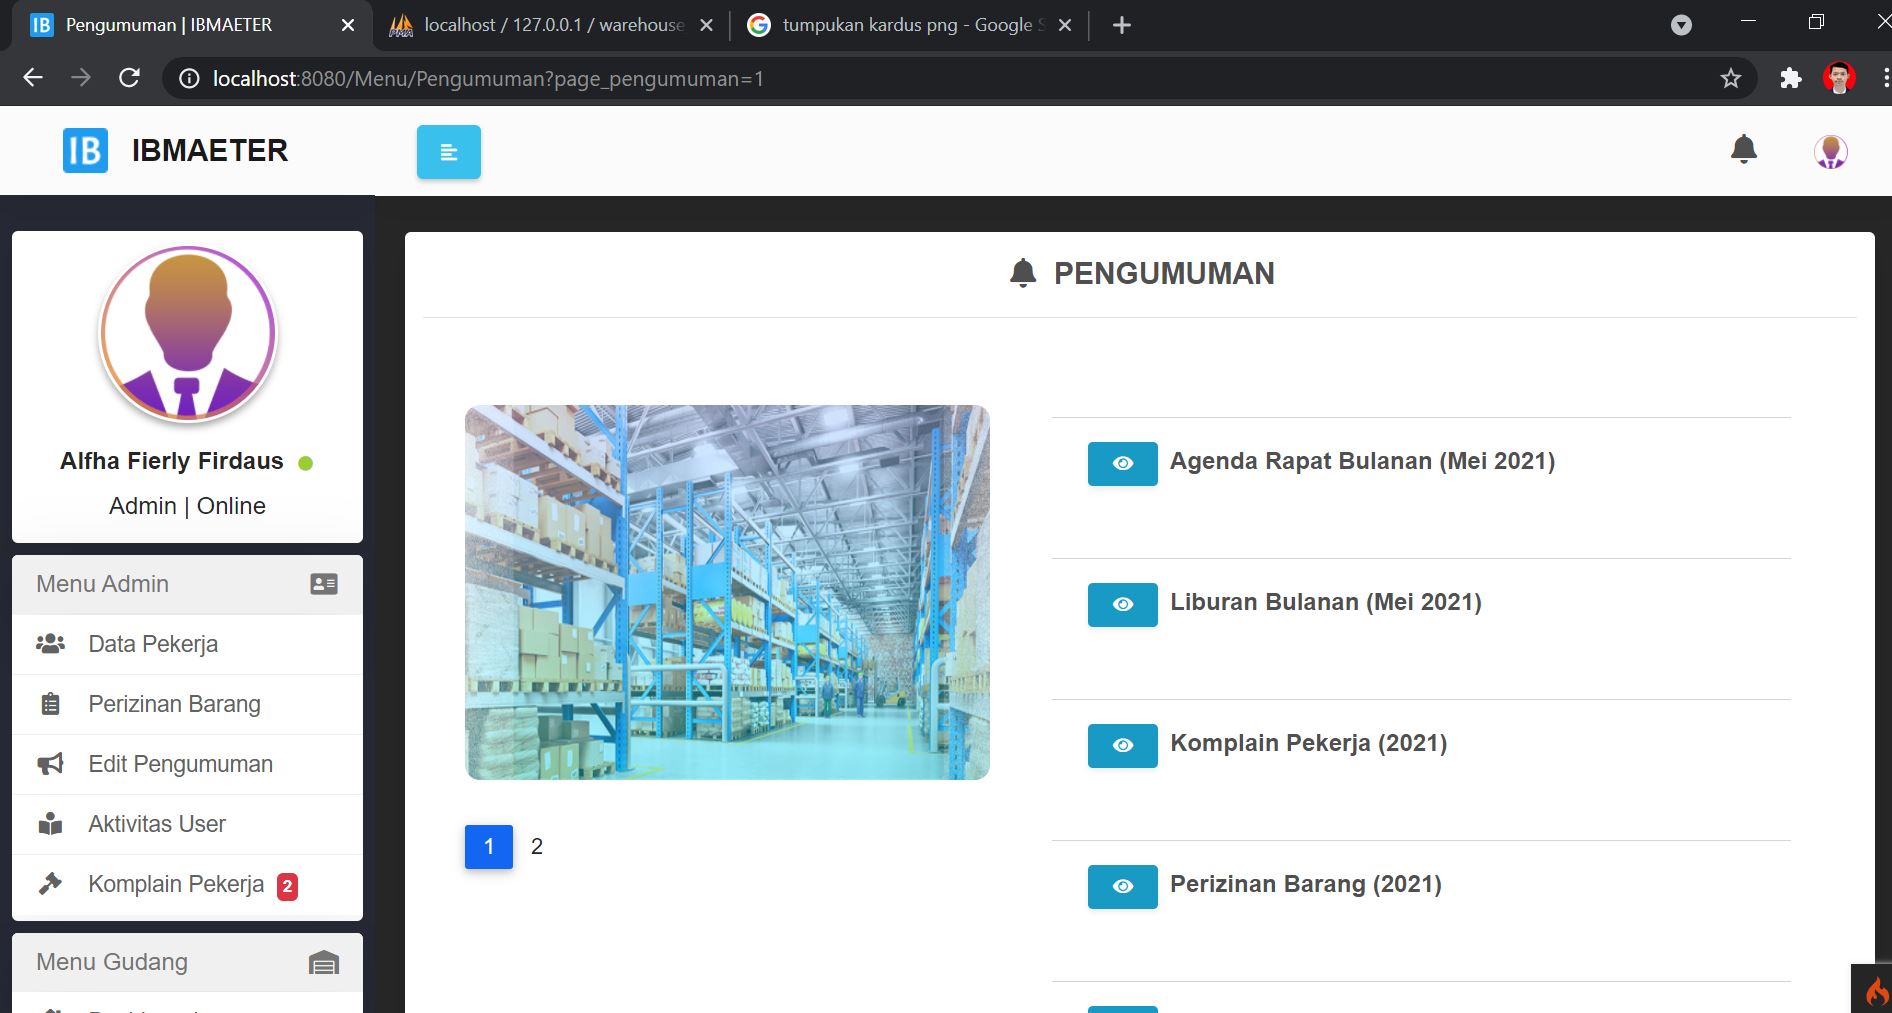 Pengumuman | IBMAETER
localhost / 127.0.0.1 / warehouse
tumpukan kardus png - Google
localhost:8080/Menu/Pengumuman?page_pengumuman=1
IB IBMAETER
PENGUMUMAN
Alfha Fierly Firdaus
Admin | Online
Menu Admin
Data Pekerja
Perizinan Barang
Edit Pengumuman
Aktivitas User
Komplain Pekerja 2
Menu Gudang
Agenda Rapat Bulanan (Mei 2021)
Liburan Bulanan (Mei 2021)
Komplain Pekerja (2021)
Perizinan Barang (2021)
1 2